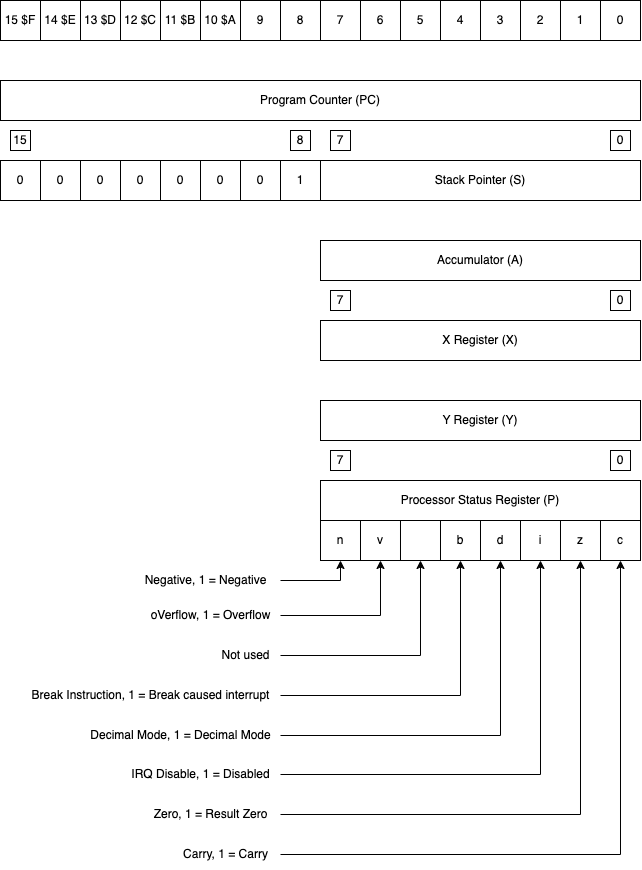 15 $F 14 $E 13 $D 12 $C 11 $B 10 $A 9 8 7 6 5 4 3 2 1 0
Program Counter (PC)
15 8 7 0
0 0 0 0 0 0 0 1 Stack Pointer (S)
Accumulator (A)
7 0
X Register (X)
Y Register (Y)
7 0
Processor Status Register (P)
n v b d i z c
Negative, 1 = Negative
oVerflow, 1 = Overflow
Not used
Break Instruction, 1 = Break caused interrupt
Decimal Mode, 1 = Decimal Mode
IRQ Disable, 1 = Disabled
Zero, 1 = Result Zero
Carry, 1 = Carry